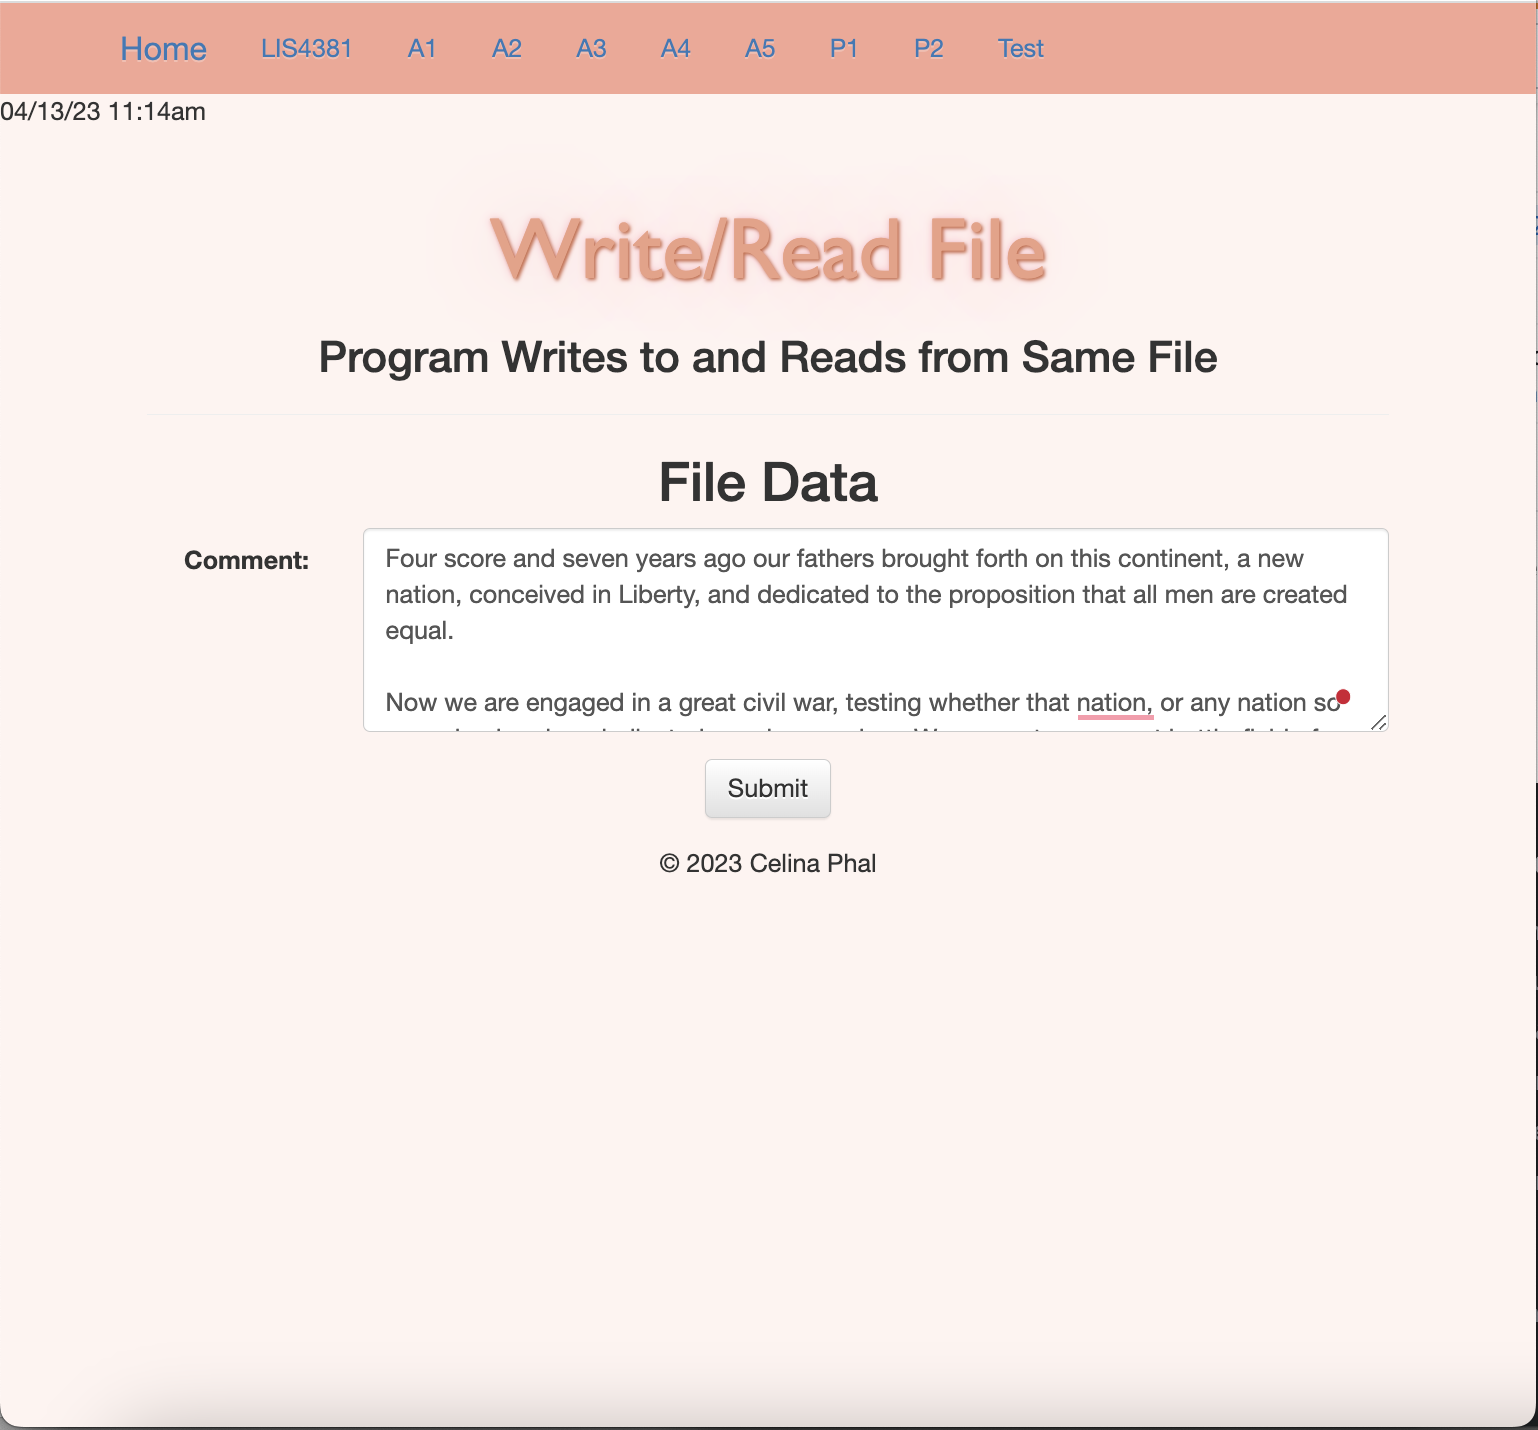 Home LIS4381 A1 A2 A3 A4 A5 P1 P2 Test
04/13/23 11:14am
Write/Read File
Program Writes to and Reads from Same File
File Data
Comment:
Four score and seven years ago our fathers brought forth on this continent, a new
nation, conceived in Liberty, and dedicated to the proposition that all men are created
equal.
Now we are engaged in a great civil war, testing whether that nation, or any nation so
Submit
© 2023 Celina Phal